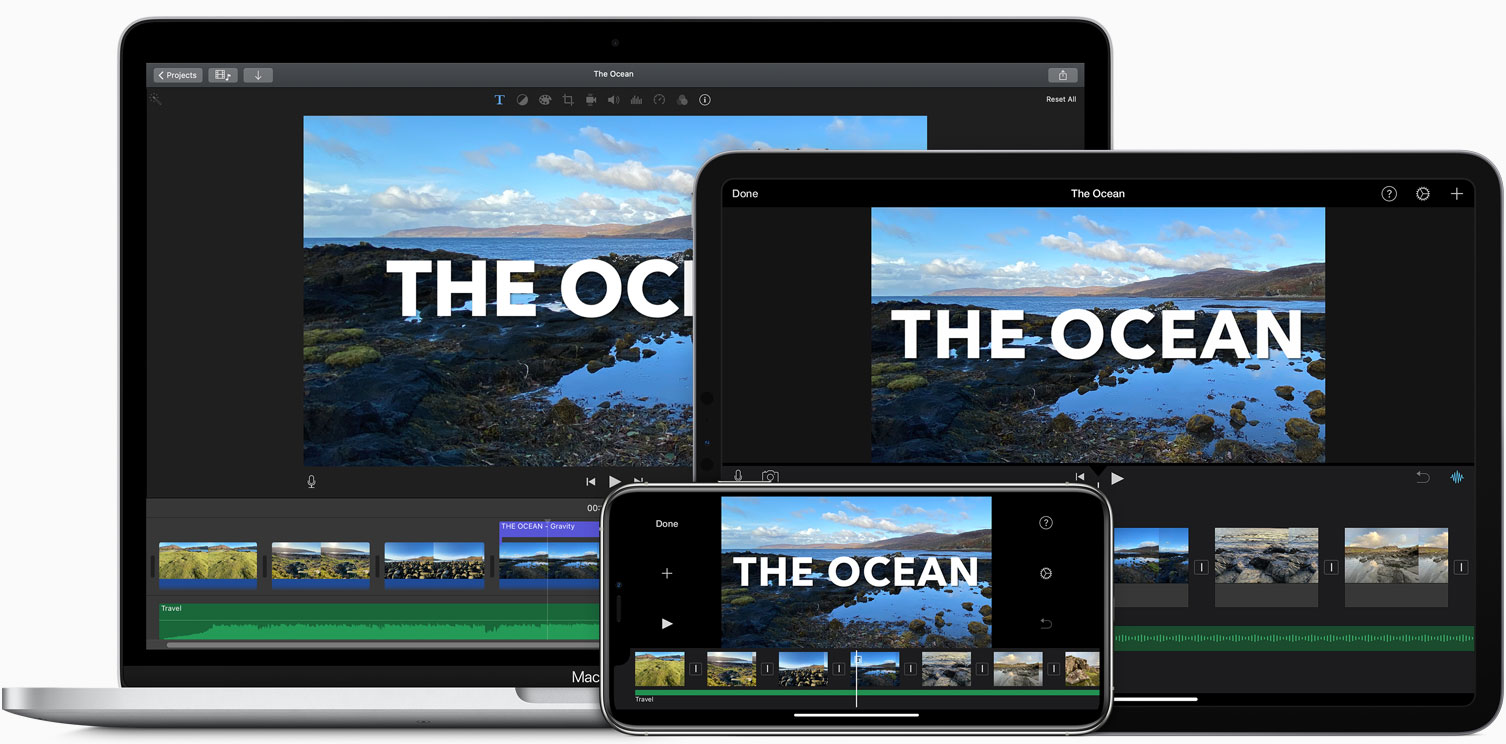 Projects
The Ocean
Reset All
THE OCE
00:
THE OCEAN - Gravity
Travel
Mac
Done
The Ocean
?
THE OCEAN
Done
?
THE OCEAN
Travel